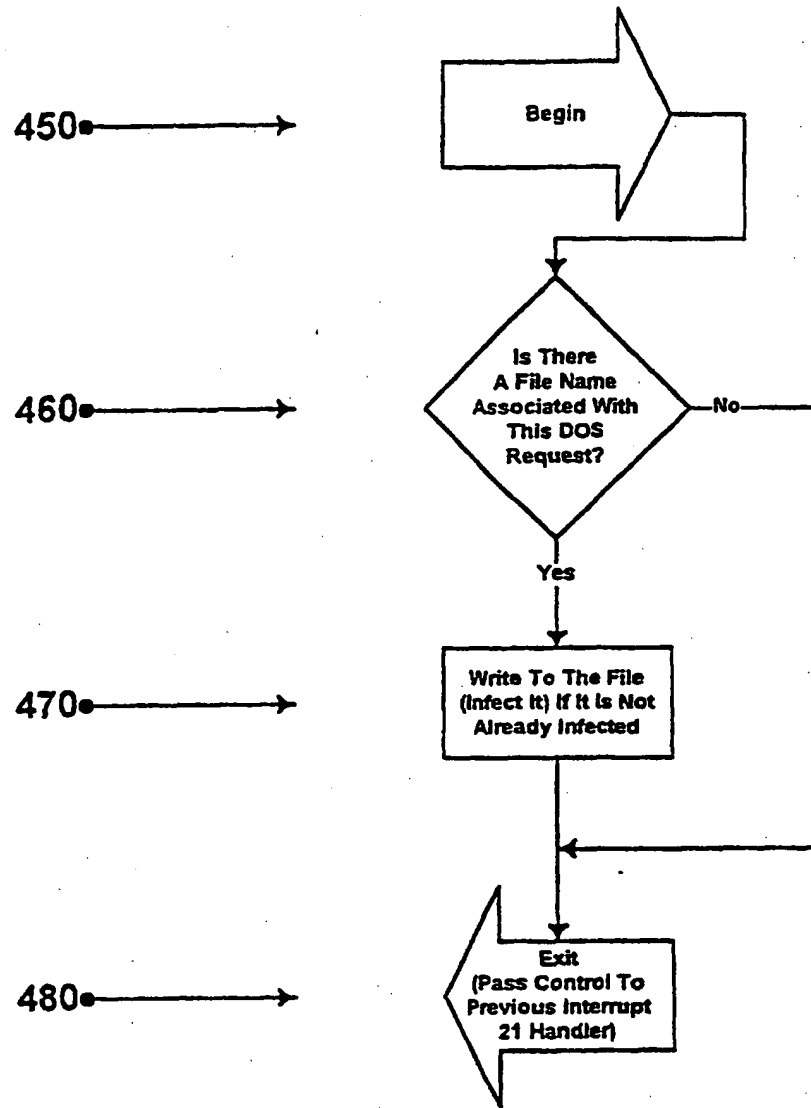 450
Begin
460
Is There
A File Name
Associated With
This DOS
Request?
No
Yes
470
Write To The File
(Infect It) If It Is Not
Already Infected
480
Exit
(Pass Control To
Previous Interrupt
21 Handler)